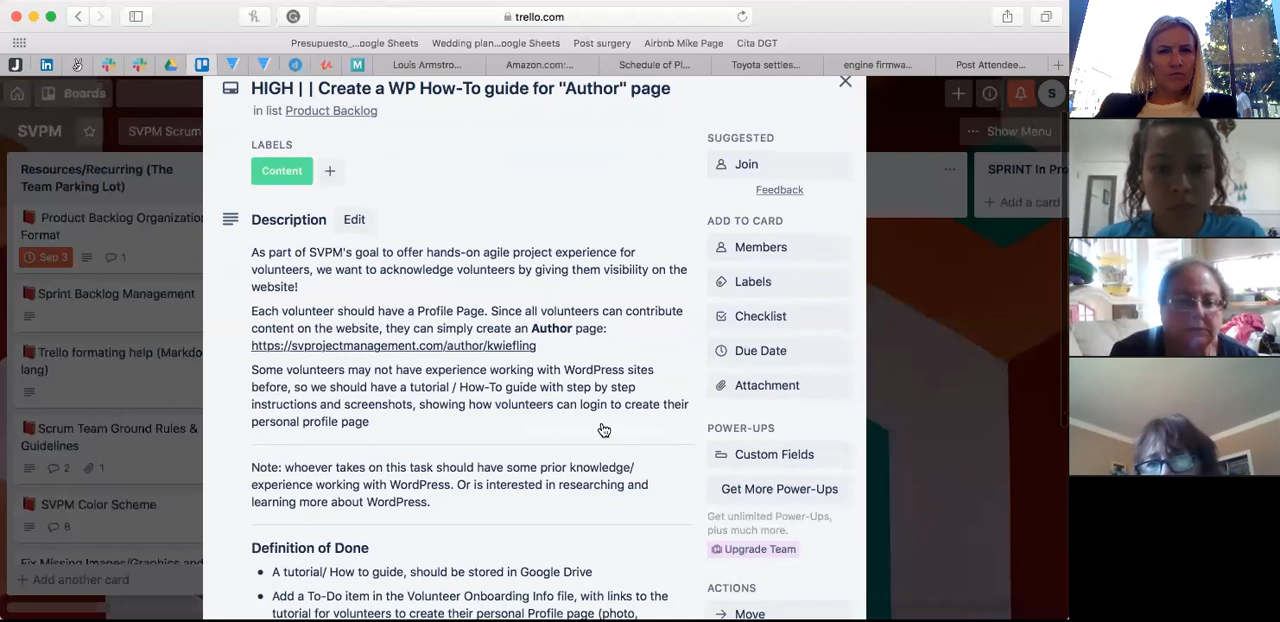 trello.com
Presupuesto_...oogle Sheets
Wedding plan...oogle Sheets
Post surgery
Airbnb Mike Page
Cita DGT
Louis Armstro...
Amazon.com:...
Schedule of Pl...
Toyota settles...
engine firmwa...
Post Attendee...
Boards
S
SVPM
SVPM Scrum
Show Menu
Resources/Recurring (The
Team Parking Lot)
Product Backlog Organizatio
Format
Sep 3
1
Sprint Backlog Management
Trello formating help (Markdo
lang)
Scrum Team Ground Rules &
Guidelines
2
1
SVPM Color Scheme
8
Fix Missing Images/Graphics and
+ Add another card
HIGH | | Create a WP How-To guide for "Author" page
in list Product Backlog
LABELS
Content
Description
Edit
As part of SVPM's goal to offer hands-on agile project experience for
volunteers, we want to acknowledge volunteers by giving them visibility on the
website!
Each volunteer should have a Profile Page. Since all volunteers can contribute
content on the website, they can simply create an Author page:
https://svprojectmanagement.com/author/kwiefling
Some volunteers may not have experience working with WordPress sites
before, so we should have a tutorial / How-To guide with step by step
instructions and screenshots, showing how volunteers can login to create their
personal profile page
Note: whoever takes on this task should have some prior knowledge/
experience working with WordPress. Or is interested in researching and
learning more about WordPress.
Definition of Done
• A tutorial/ How to guide, should be stored in Google Drive
• Add a To-Do item in the Volunteer Onboarding Info file, with links to the
tutorial for volunteers to create their personal Profile page (photo,
SUGGESTED
Join
Feedback
ADD TO CARD
Members
Labels
Checklist
Due Date
Attachment
POWER-UPS
Custom Fields
Get More Power-Ups
Get unlimited Power-Ups,
plus much more.
Upgrade Team
ACTIONS
Move
SPRINT In Pro
+ Add a card